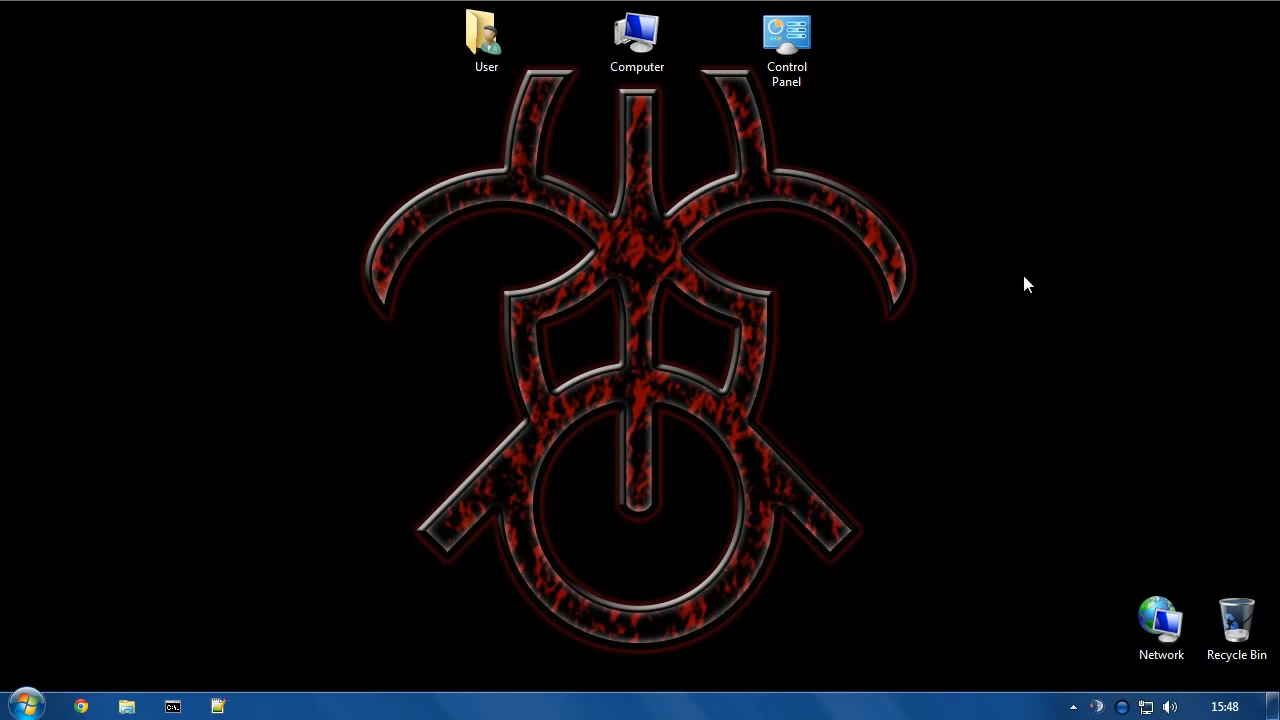 User
Computer
Control
Panel
Network
Recycle Bin
C:\.
15:48